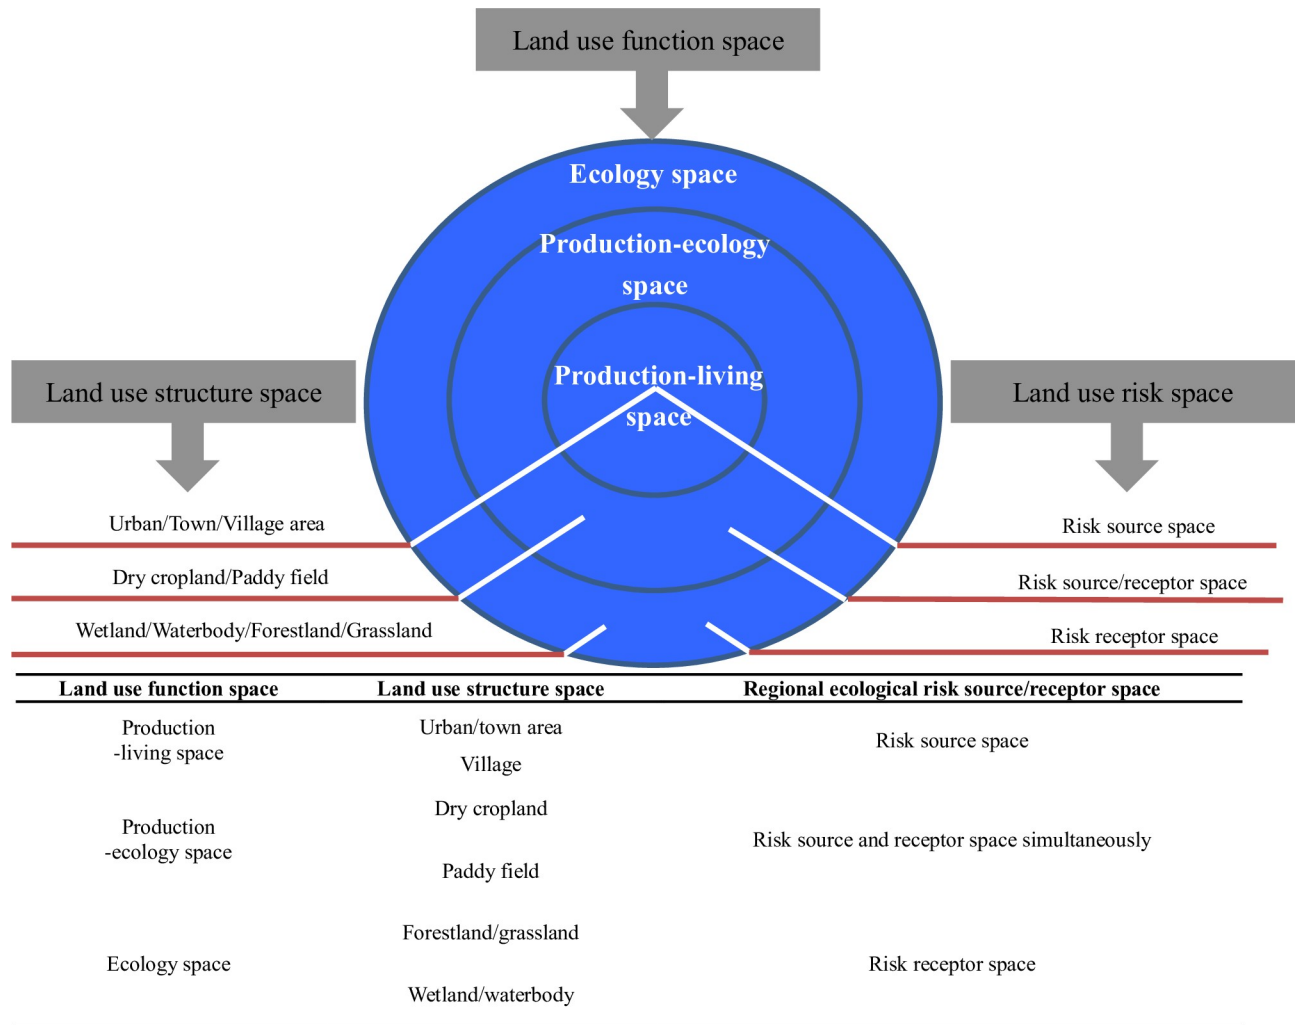 Land use function space
Ecology space
Production-ecology
space
Production-living
space
Land use structure space
Land use risk space
Urban/Town/Village area
Risk source space
Dry cropland/Paddy field
Risk source/receptor space
Wetland/Waterbody/Forestland/Grassland
Risk receptor space
Land use function space
Land use structure space
Regional ecological risk source/receptor space
Production
-living space
Urban/town area
Village
Risk source space
Production
-ecology space
Dry cropland
Paddy field
Risk source and receptor space simultaneously
Ecology space
Forestland/grassland
Wetland/waterbody
Risk receptor space